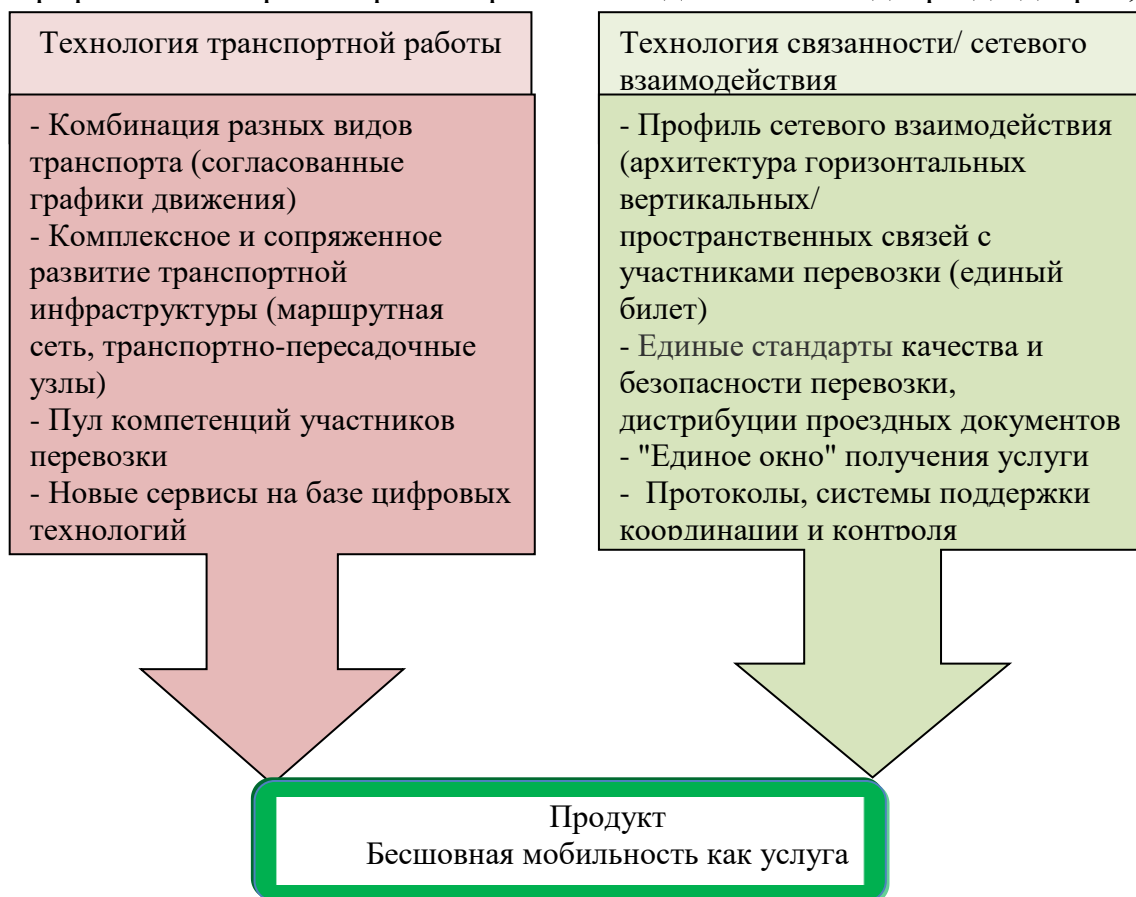 Технология транспортной работы
- Комбинация разных видов
транспорта (согласованные
графики движения)
- Комплексное и сопряженное
развитие транспортной
инфраструктуры (маршрутная
сеть, транспортно-пересадочные
узлы)
- Пул компетенций участников
перевозки
- Новые сервисы на базе цифровых
технологий
Технология связанности/ сетевого
взаимодействия
- Профиль сетевого взаимодействия
(архитектура горизонтальных
вертикальных/
пространственных связей с
участниками перевозки (единый
билет)
- Единые стандарты качества и
безопасности перевозки,
дистрибуции проездных документов
- "Единое окно" получения услуги
- Протоколы, системы поддержки
координации и контроля
Продукт
Бесшовная мобильность как услуга